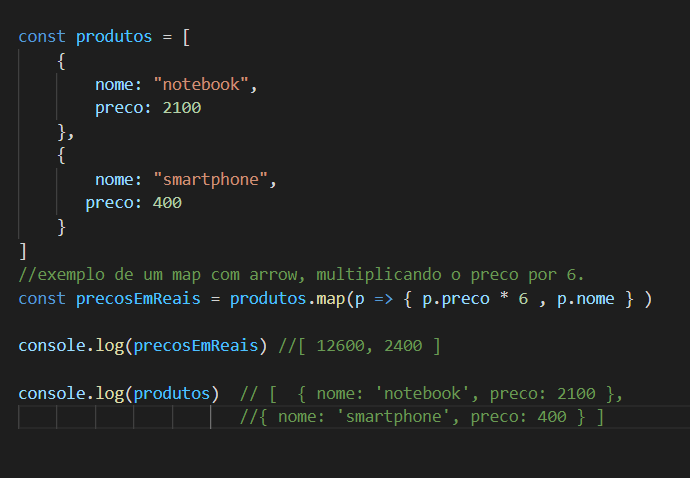 const produtos = [
{
nome: "notebook",
preco: 2100
},
{
nome: "smartphone",
preco: 400
}
]
//exemplo de um map com arrow, multiplicando o preco por 6.
const precosEmReais = produtos.map(p => { p.preco * 6 , p.nome } )
console.log(precosEmReais) //[ 12600, 2400 ]
console.log(produtos)  // [  { nome: 'notebook', preco: 2100 },
//{ nome: 'smartphone', preco: 400 } ]